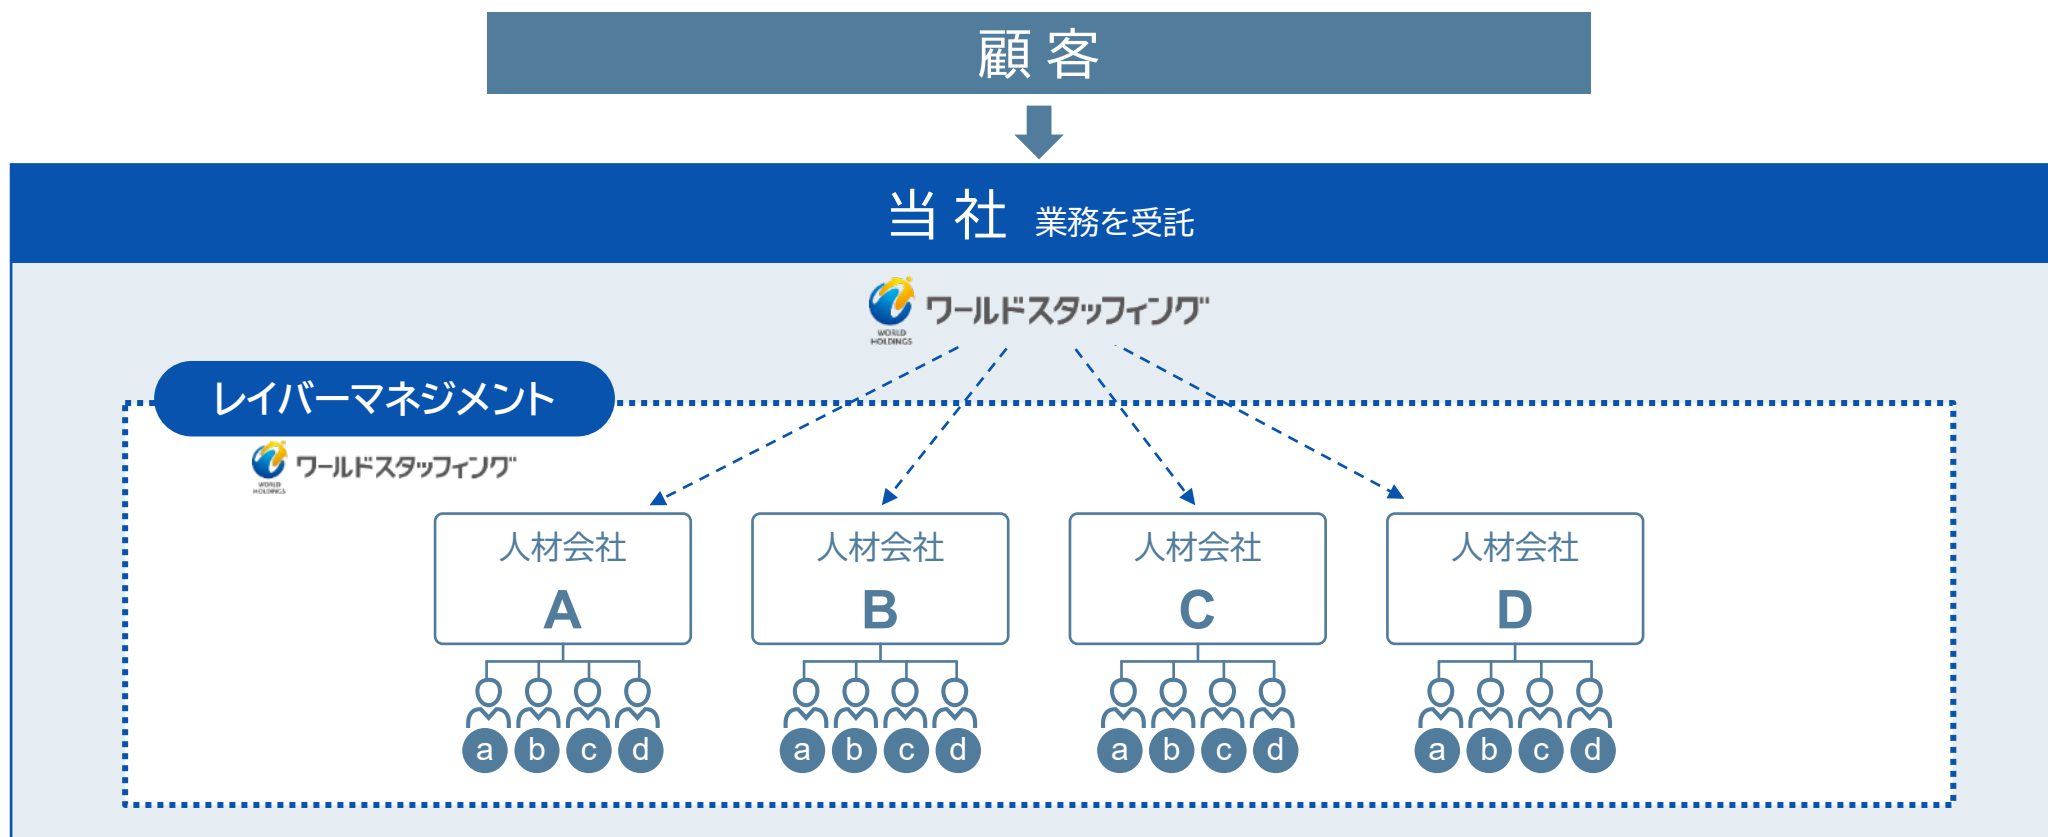 顧客
当社 業務を受託
WORLD
HOLDINGS
ワールドスタッフィング
レイバーマネジメント
WORLD
HOLDINGS
ワールドスタッフィング
人材会社 人材会社 人材会社 人材会社
A B C D
a b c d a b c d a b c d a b c d